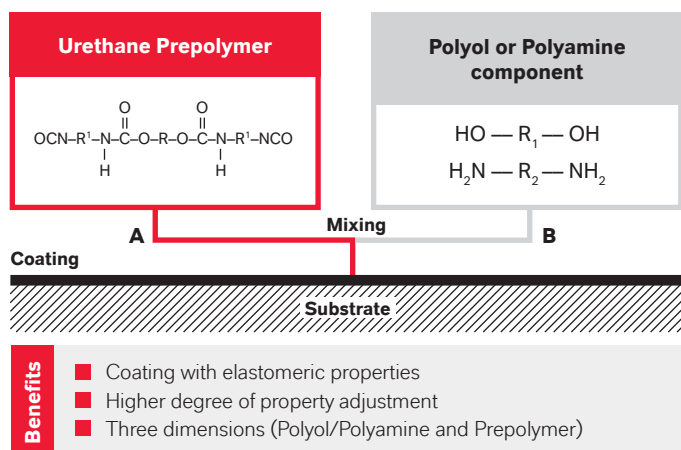 Urethane Prepolymer
O O
OCN–R¹–N–C–O–R–O–C–N–R¹–NCO
H H
Polyol or Polyamine
component
HO — R₁ — OH
H₂N — R₂ — NH₂
A
Mixing
B
Coating
Substrate
Benefits
Coating with elastomeric properties
Higher degree of property adjustment
Three dimensions (Polyol/Polyamine and Prepolymer)